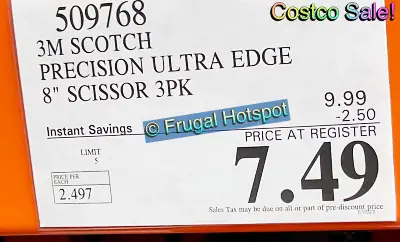 Costco Sale!
509768
3M SCOTCH
PRECISION ULTRA EDGE
8" SCISSOR 3PK
9.99
Instant Savings
-2.50
© Frugal Hotspot
PRICE AT REGISTER
LIMIT
5
7.49
PRICE PER
EACH
2.497
Sales Tax may be due on all or part of pre-discount price